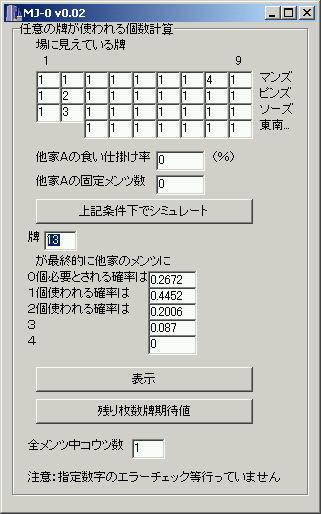 MJ-0 v0.02
任意の牌が使われる個数計算
場に見えている牌
1 9
1 1 1 1 1 1 1 4 1 マンズ
1 2 1 1 1 1 1 1 1 ピンズ
1 3 1 1 1 1 1 1 1 ソーズ
1 1 1 1 1 1 1 東南...
他家Aの食い仕掛け率 0 (%)
他家Aの固定メンツ数 0
上記条件下でシミュレート
牌 13
が最終的に他家のメンツに
0個必要とされる確率は 0.2672
1個使われる確率は 0.4452
2個使われる確率は 0.2006
3 0.087
4 0
表示
残り枚数牌期待値
全メンツ中コウツ数 1
注意:指定数字のエラーチェック等行っていません